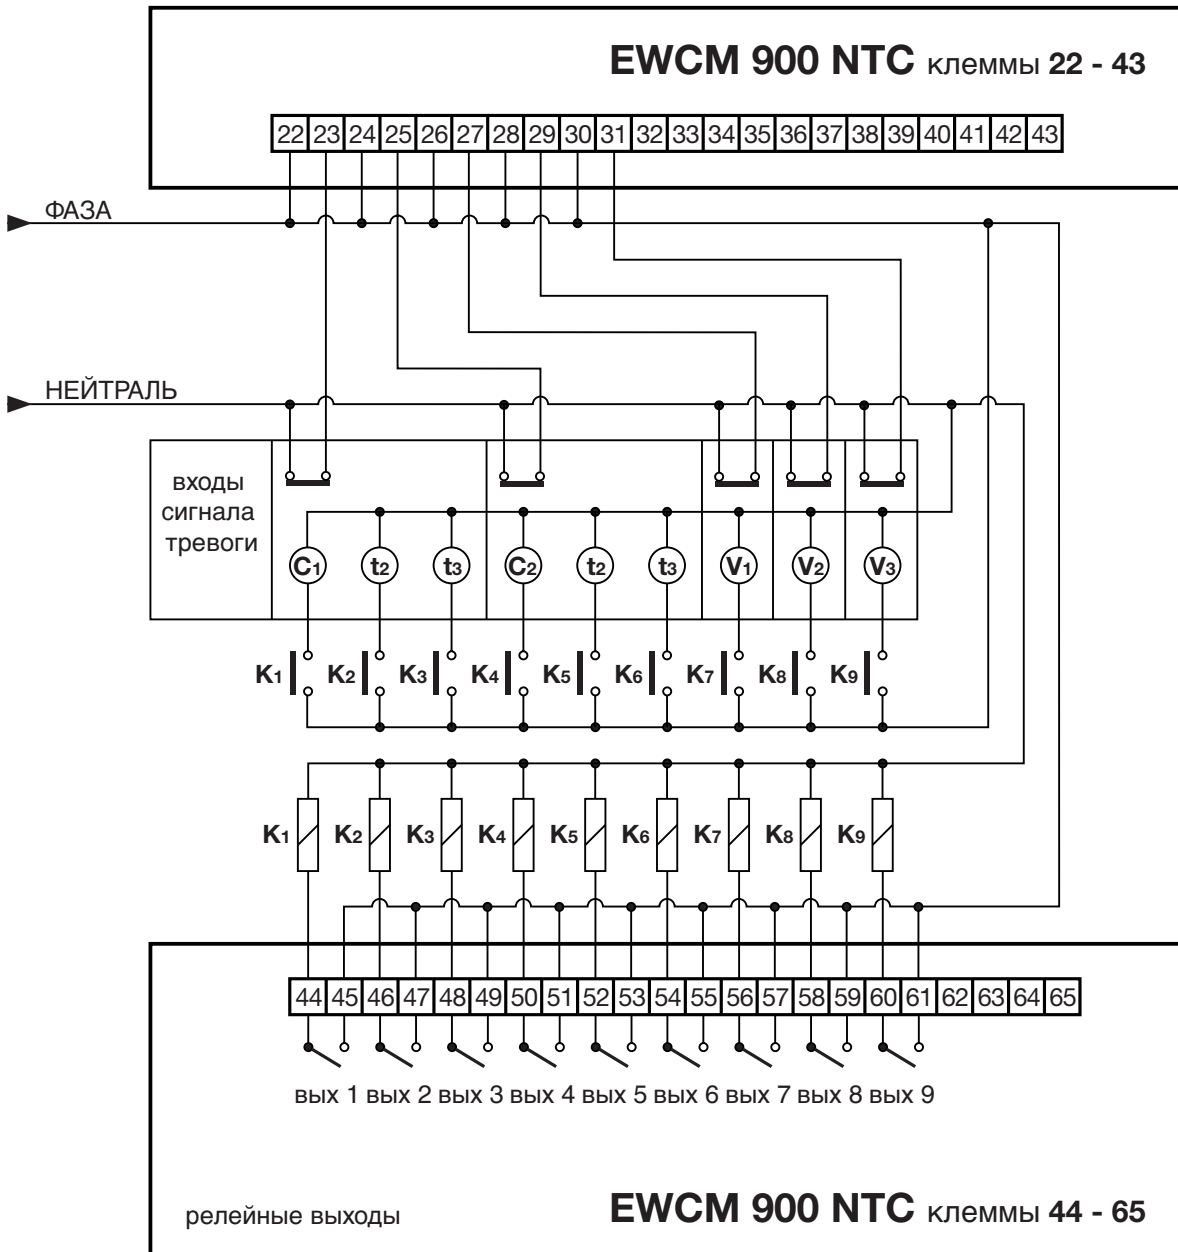 EWCM 900 NTC клеммы 22 - 43
22 23 24 25 26 27 28 29 30 31 32 33 34 35 36 37 38 39 40 41 42 43
ФАЗА
НЕЙТРАЛЬ
входы
сигнала
тревоги
C1 t2 t3 C2 t2 t3 V1 V2 V3
K1 K2 K3 K4 K5 K6 K7 K8 K9
K1 K2 K3 K4 K5 K6 K7 K8 K9
44 45 46 47 48 49 50 51 52 53 54 55 56 57 58 59 60 61 62 63 64 65
вых 1 вых 2 вых 3 вых 4 вых 5 вых 6 вых 7 вых 8 вых 9
релейные выходы EWCM 900 NTC клеммы 44 - 65